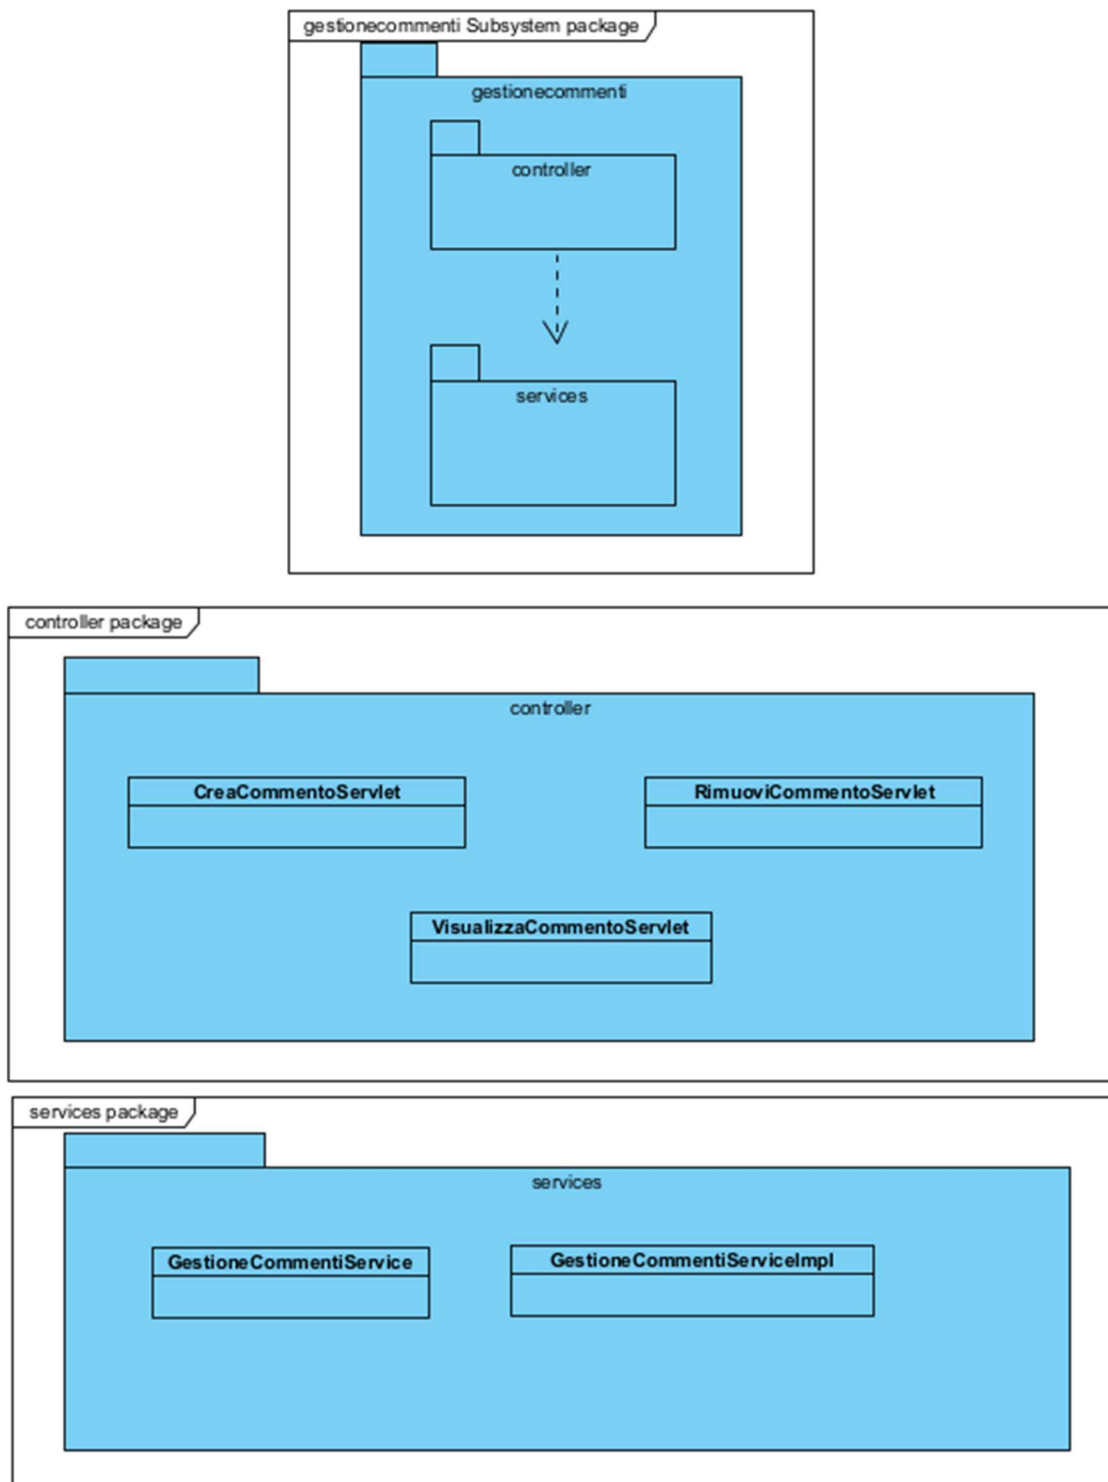 gestionecommenti Subsystem package
gestionecommenti
controller
services
controller package
controller
CreaCommentoServlet
RimuoviCommentoServlet
VisualizzaCommentoServlet
services package
services
GestioneCommentiService
GestioneCommentiServiceImpl